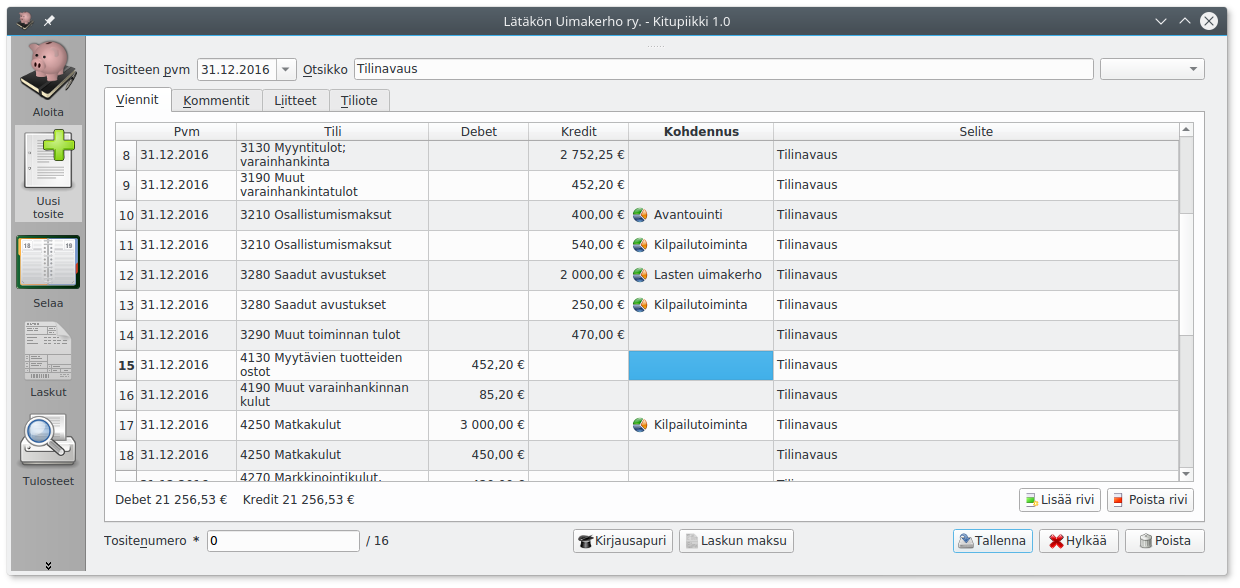 Lätäkön Uimakerho ry. - Kitupiikki 1.0
Aloita
Uusi
tosite
18 19
Selaa
Laskut
Tulosteet
Tositteen pvm 31.12.2016 Otsikko Tilinavaus
Viennit Kommentit Liitteet Tiliote
Pvm Tili Debet Kredit Kohdennus Selite
8 31.12.2016 3130 Myyntitulot; varainhankinta 2 752,25 € Tilinavaus
9 31.12.2016 3190 Muut varainhankintatulot 452,20 € Tilinavaus
10 31.12.2016 3210 Osallistumismaksut 400,00 € Avantouinti Tilinavaus
11 31.12.2016 3210 Osallistumismaksut 540,00 € Kilpailutoiminta Tilinavaus
12 31.12.2016 3280 Saadut avustukset 2 000,00 € Lasten uimakerho Tilinavaus
13 31.12.2016 3280 Saadut avustukset 250,00 € Kilpailutoiminta Tilinavaus
14 31.12.2016 3290 Muut toiminnan tulot 470,00 € Tilinavaus
15 31.12.2016 4130 Myytävien tuotteiden ostot 452,20 € Tilinavaus
16 31.12.2016 4190 Muut varainhankinnan kulut 85,20 € Tilinavaus
17 31.12.2016 4250 Matkakulut 3 000,00 € Kilpailutoiminta Tilinavaus
18 31.12.2016 4250 Matkakulut 450,00 € Tilinavaus
4270 Markkinointikulut,
Debet 21 256,53 € Kredit 21 256,53 € Lisää rivi Poista rivi
Tositenumero * 0 / 16 Kirjausapuri Laskun maksu Tallenna Hylkää Poista